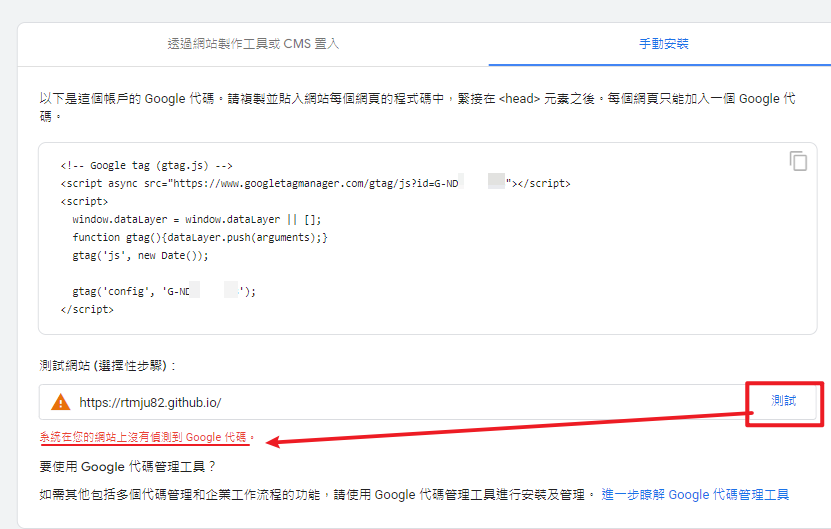 透過網站製作工具或 CMS 置入
手動安裝
以下是這個帳戶的 Google 代碼。請複製並貼入網站每個網頁的程式碼中，緊接在 <head> 元素之後。每個網頁只能加入一個 Google 代
碼。
<!-- Google tag (gtag.js) -->
<script async src="https://www.googletagmanager.com/gtag/js?id=G-ND"></script>
<script>
window.dataLayer = window.dataLayer || [];
function gtag(){dataLayer.push(arguments);}
gtag('js', new Date());
gtag('config', 'G-ND');
</script>
測試網站 (選擇性步驟)：
https://rtmju82.github.io/
測試
系統在您的網站上沒有偵測到 Google 代碼。
要使用 Google 代碼管理工具？
如需其他包括多個代碼管理和企業工作流程的功能，請使用 Google 代碼管理工具進行安裝及管理。 進一步瞭解 Google 代碼管理工具